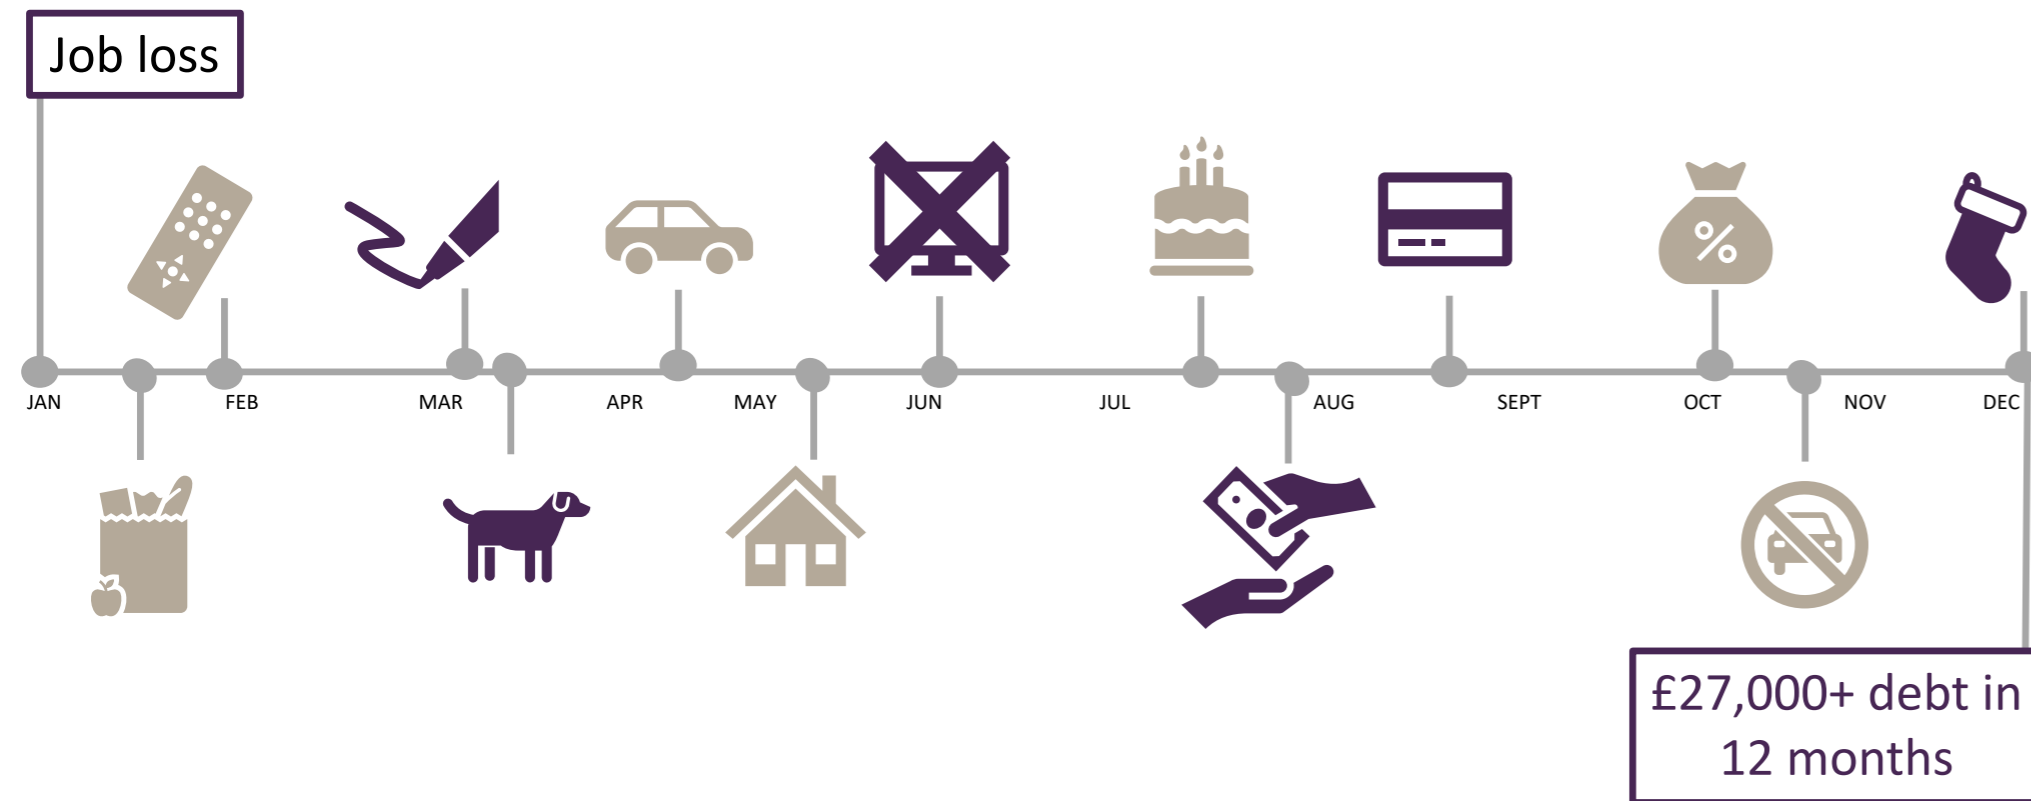 Job loss
%
JAN FEB MAR APR MAY JUN JUL AUG SEPT OCT NOV DEC
£27,000+ debt in
12 months